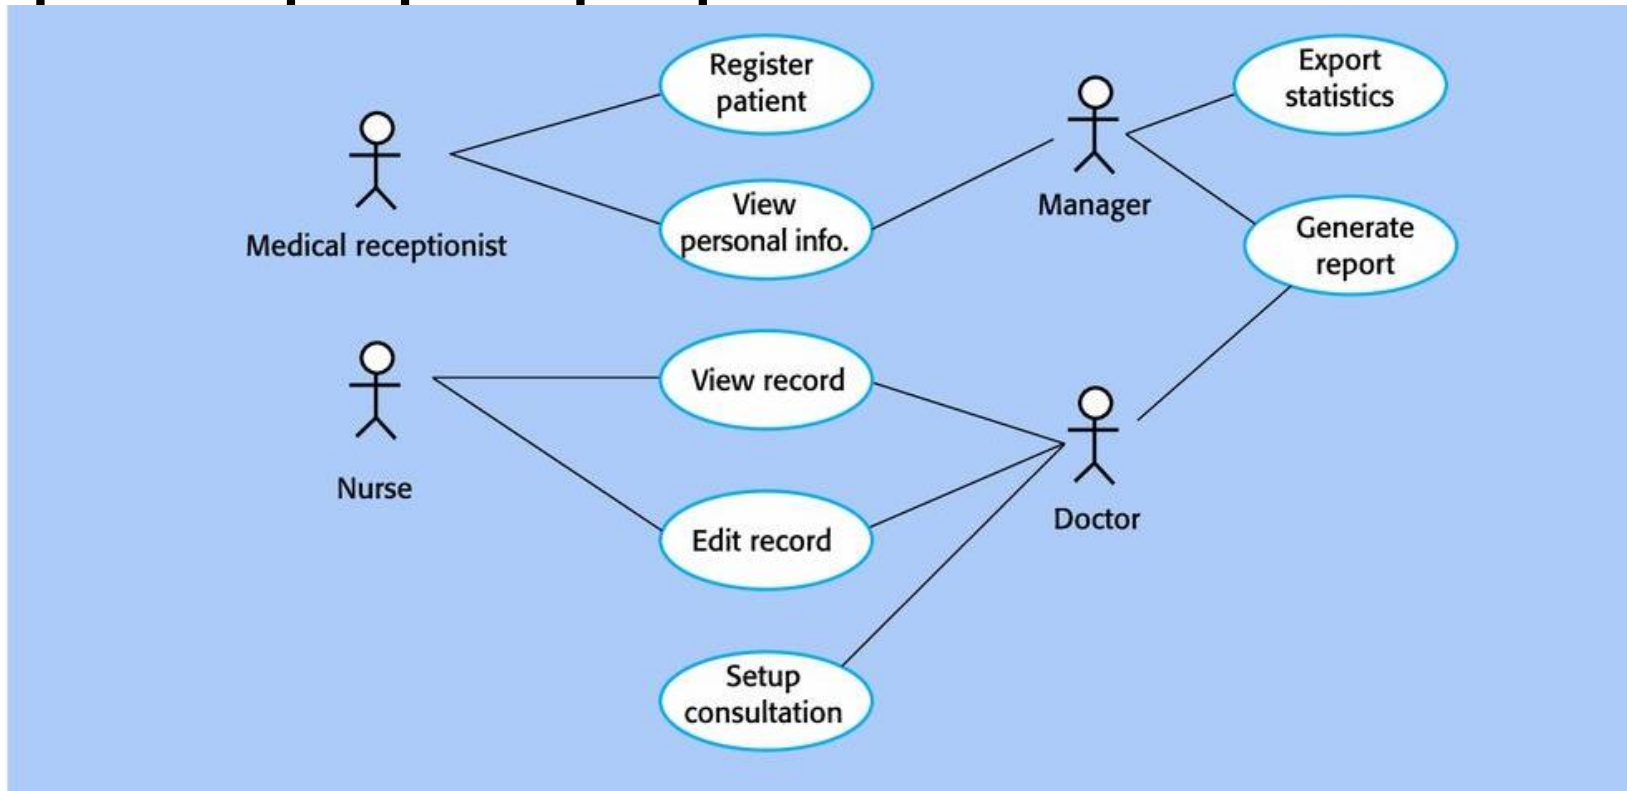 Register
patient
Export
statistics
Medical receptionist
View
personal info.
Manager
Generate
report
Nurse
View record
Edit record
Doctor
Setup
consultation